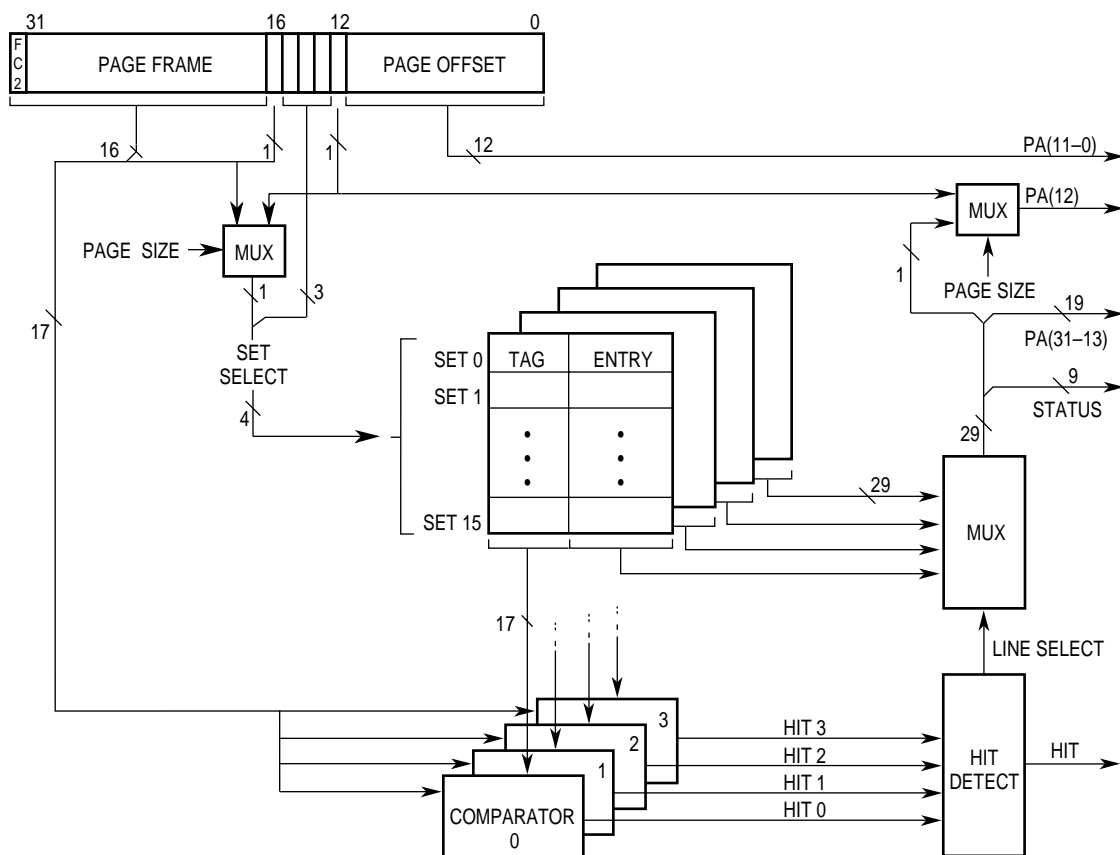 31 16 12 0
F
C
2
PAGE FRAME
PAGE OFFSET
16
1
1
12
PA(11–0)
PA(12)
MUX
MUX
PAGE SIZE
1
3
1
PAGE SIZE
19
17
PA(31–13)
SET
SELECT
SET 0
TAG
ENTRY
SET 1
9
STATUS
4
29
29
SET 15
MUX
17
LINE SELECT
3
2
1
COMPARATOR
0
HIT 3
HIT 2
HIT 1
HIT 0
HIT
DETECT
HIT